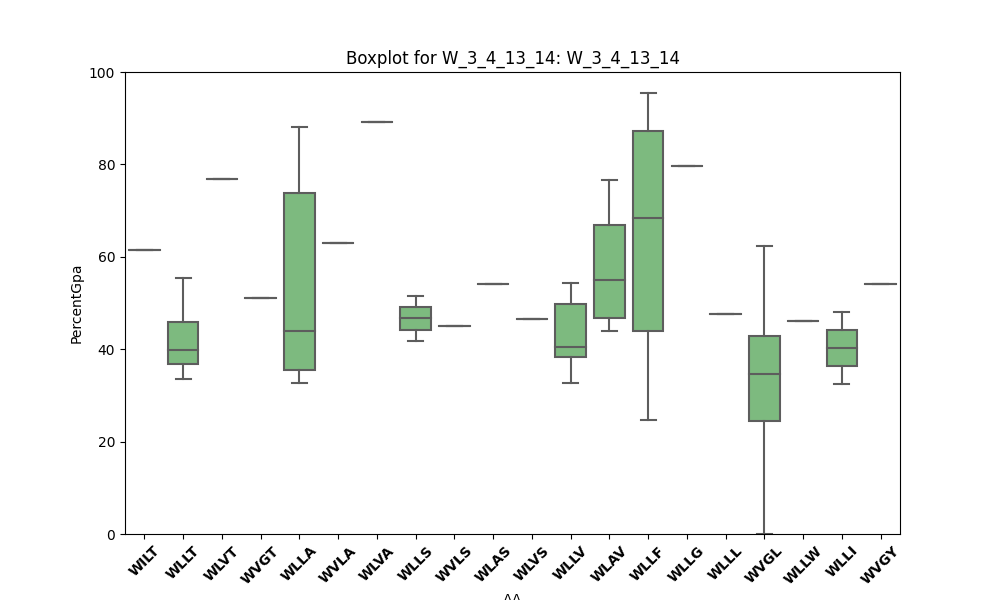 Boxplot for W_3_4_13_14: W_3_4_13_14
PercentGpa
100
80
60
40
20
0
WILT WLLT WLVT WVGT WLLA WVLA WLVA WLLS WVLS WLAS WLVS WLLV WLAV WLLF WLLG WLLL WVGL WLLW WLLI WVGY
AA